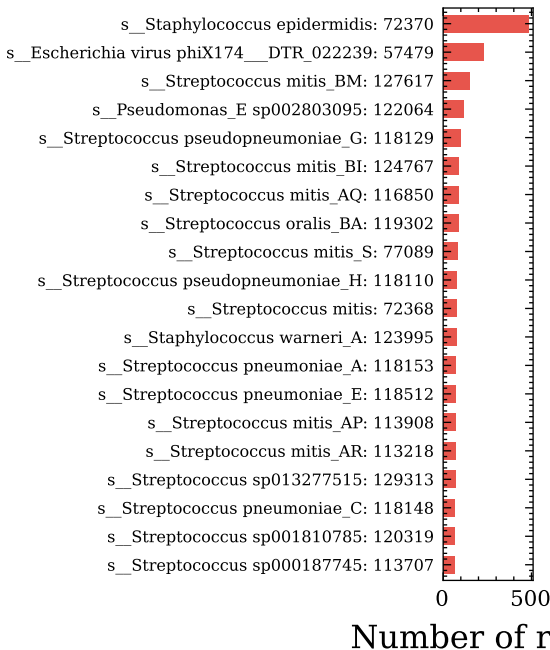 s__Staphylococcus epidermidis: 72370
s__Escherichia virus phiX174___DTR_022239: 57479
s__Streptococcus mitis_BM: 127617
s__Pseudomonas_E sp002803095: 122064
s__Streptococcus pseudopneumoniae_G: 118129
s__Streptococcus mitis_BI: 124767
s__Streptococcus mitis_AQ: 116850
s__Streptococcus oralis_BA: 119302
s__Streptococcus mitis_S: 77089
s__Streptococcus pseudopneumoniae_H: 118110
s__Streptococcus mitis: 72368
s__Staphylococcus warneri_A: 123995
s__Streptococcus pneumoniae_A: 118153
s__Streptococcus pneumoniae_E: 118512
s__Streptococcus mitis_AP: 113908
s__Streptococcus mitis_AR: 113218
s__Streptococcus sp013277515: 129313
s__Streptococcus pneumoniae_C: 118148
s__Streptococcus sp001810785: 120319
s__Streptococcus sp000187745: 113707
0 500
Number of r